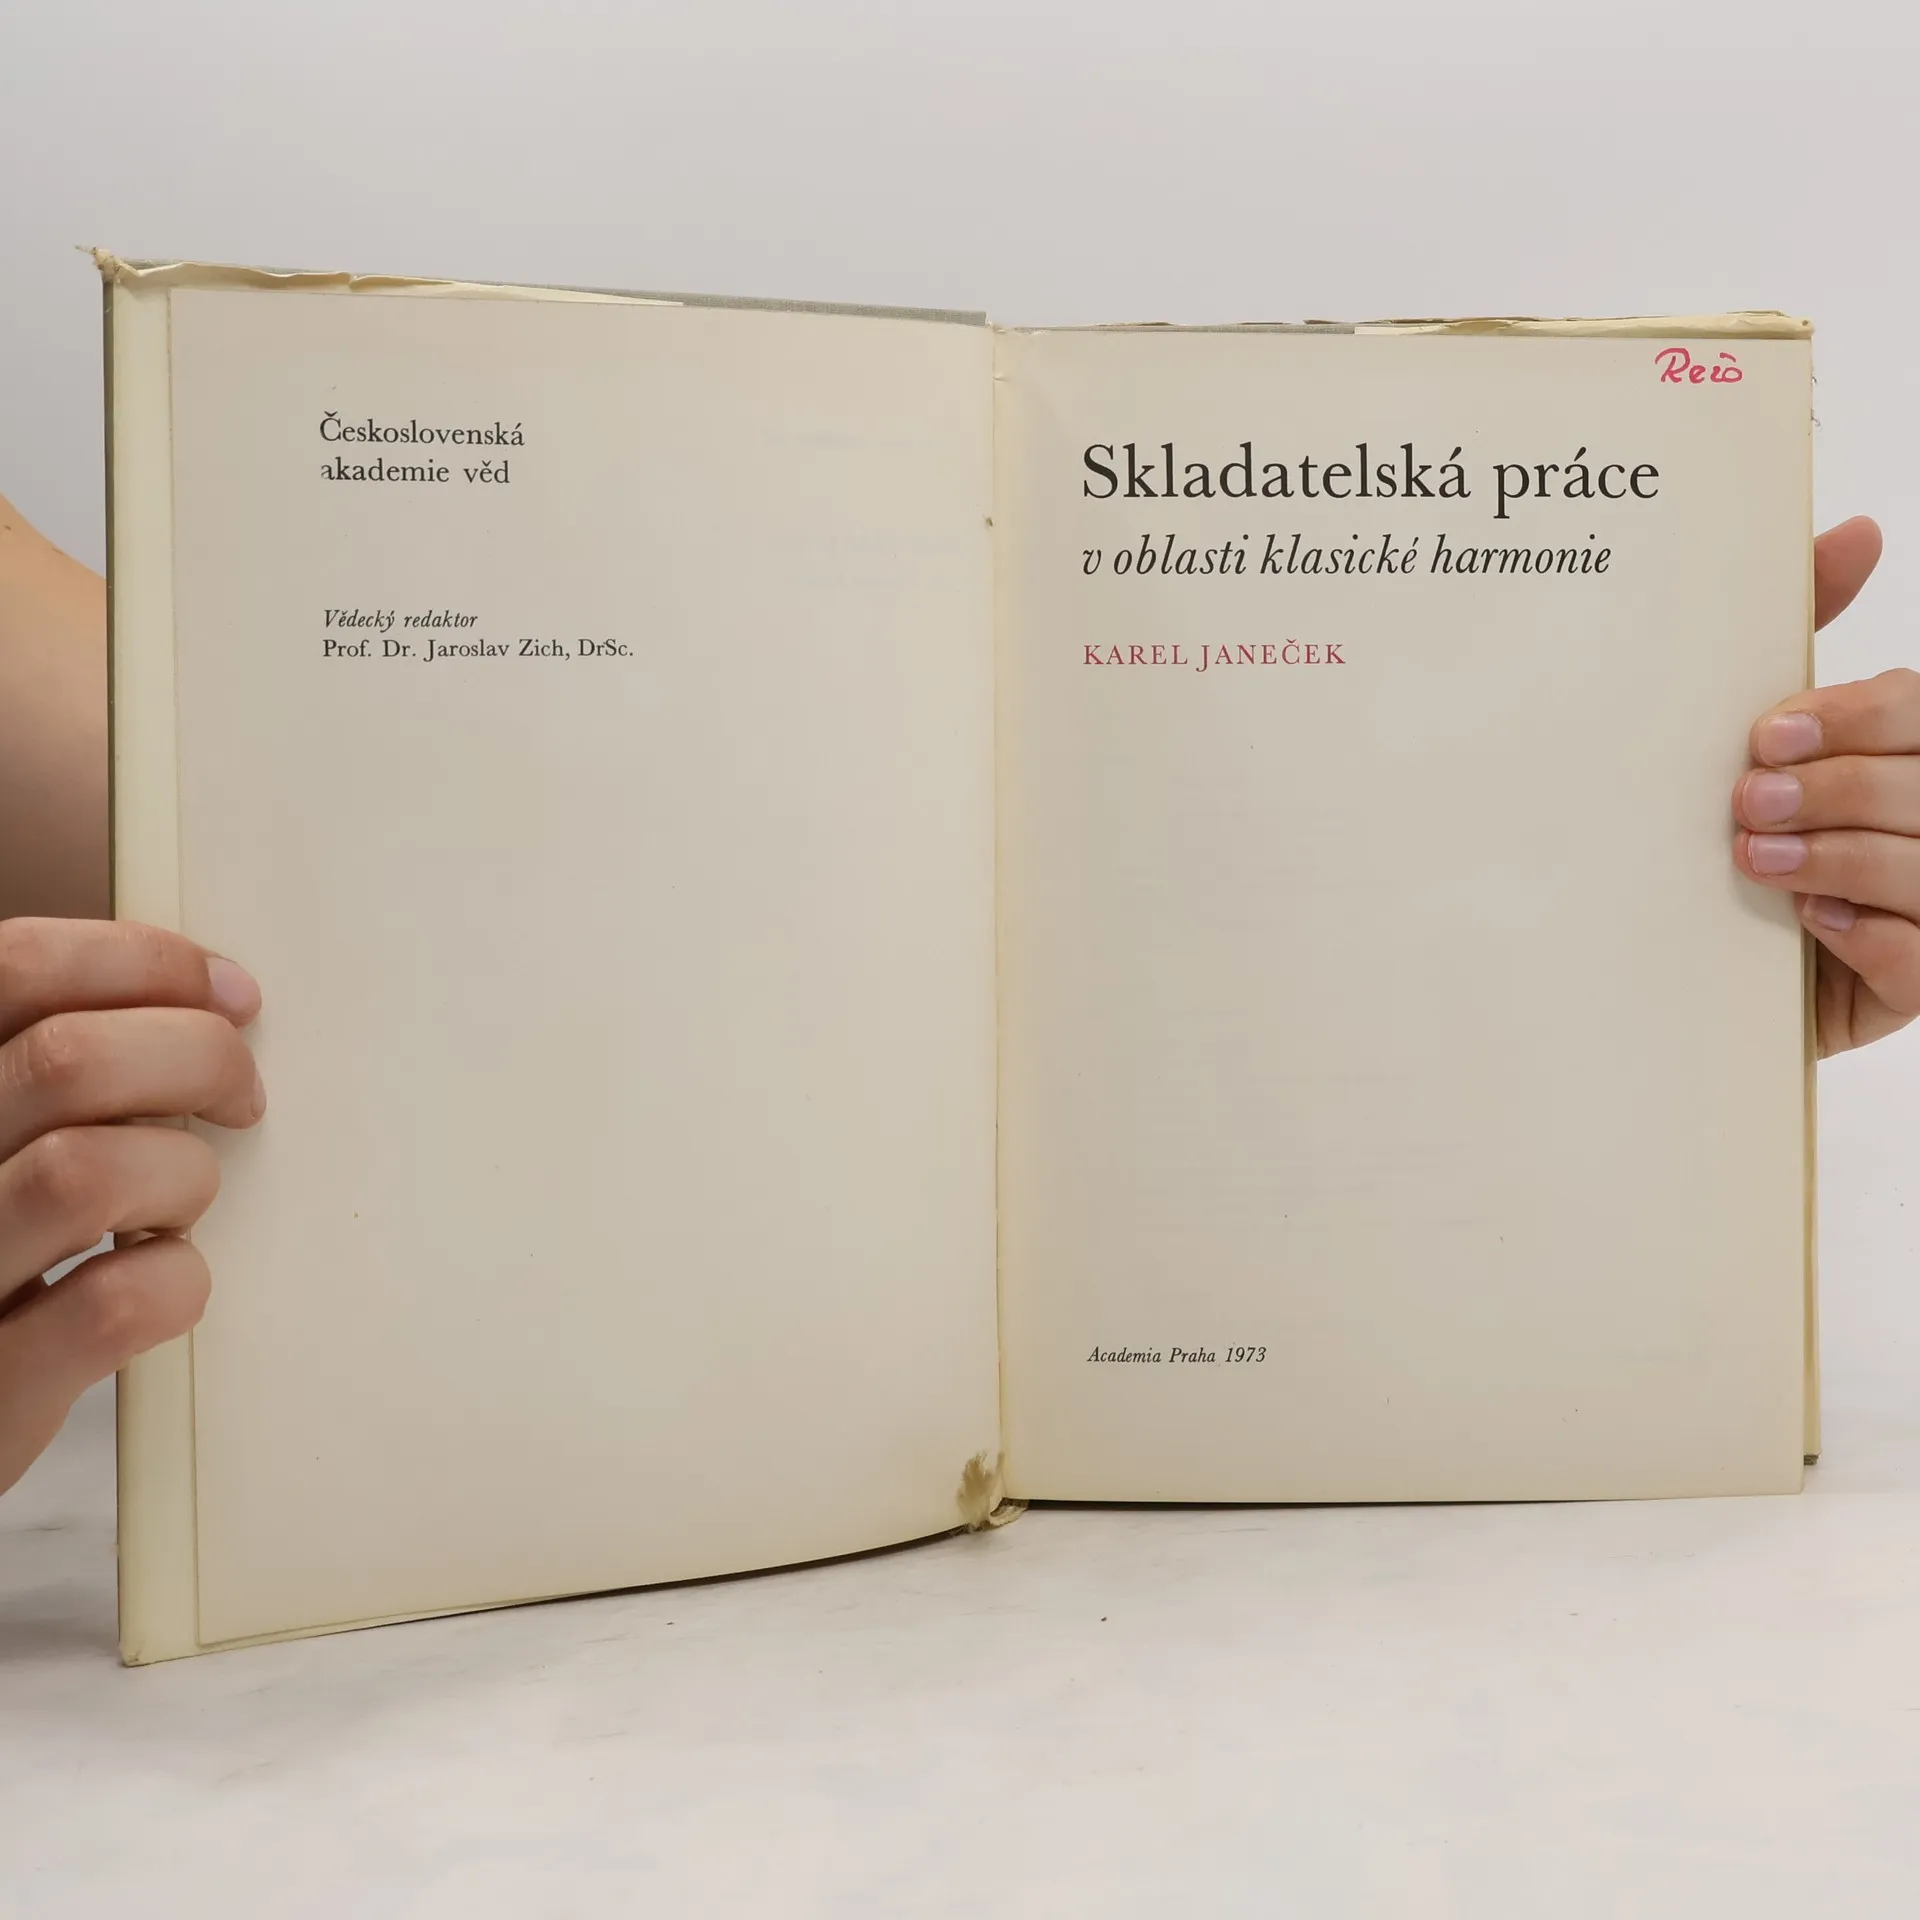 Československá
akademie věd
Vědecký redaktor
Prof. Dr. Jaroslav Zich, DrSc.
Skladatelská práce
v oblasti klasické harmonie
KAREL JANEČEK
Academia Praha 1973